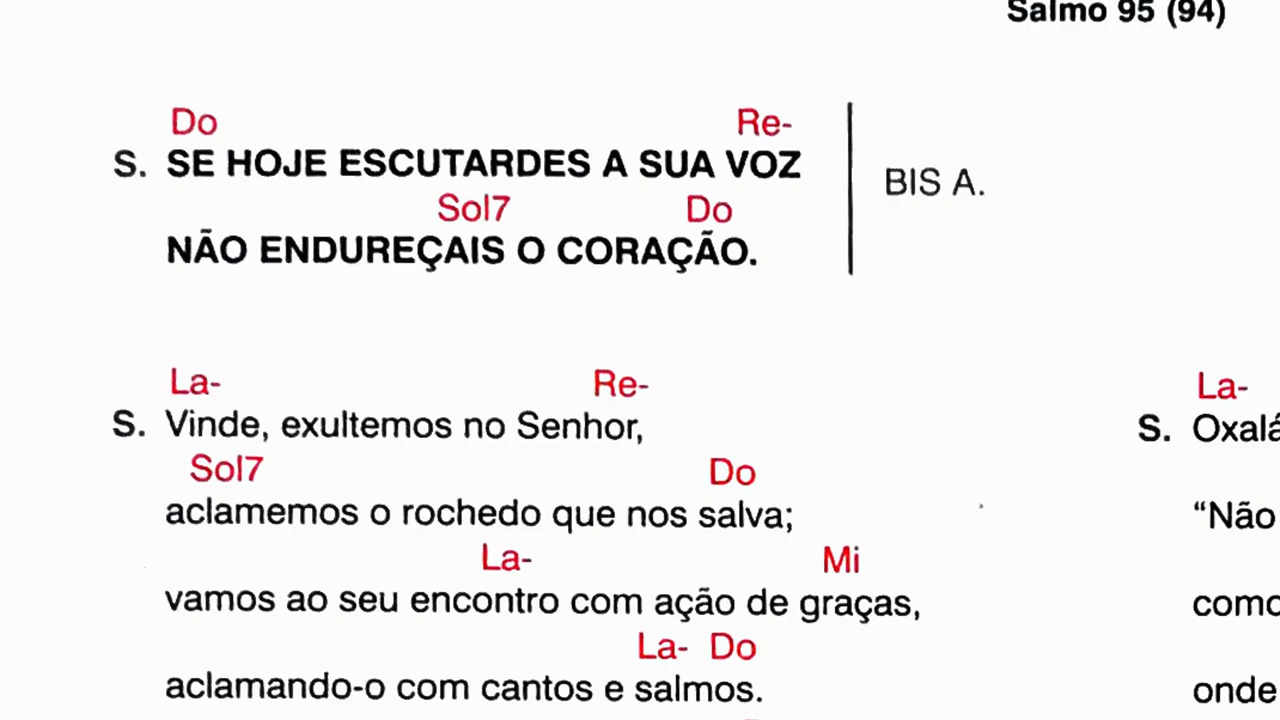 Salmo 95 (94)
Do Re-
S. SE HOJE ESCUTARDES A SUA VOZ
BIS A.
Sol7 Do
NÃO ENDUREÇAIS O CORAÇÃO.
La- Re-
S. Vinde, exultemos no Senhor,
Sol7 Do
aclamemos o rochedo que nos salva;
La- Mi
vamos ao seu encontro com ação de graças,
La- Do
aclamando-o com cantos e salmos.
La-
S. Oxalá
“Não
como
onde